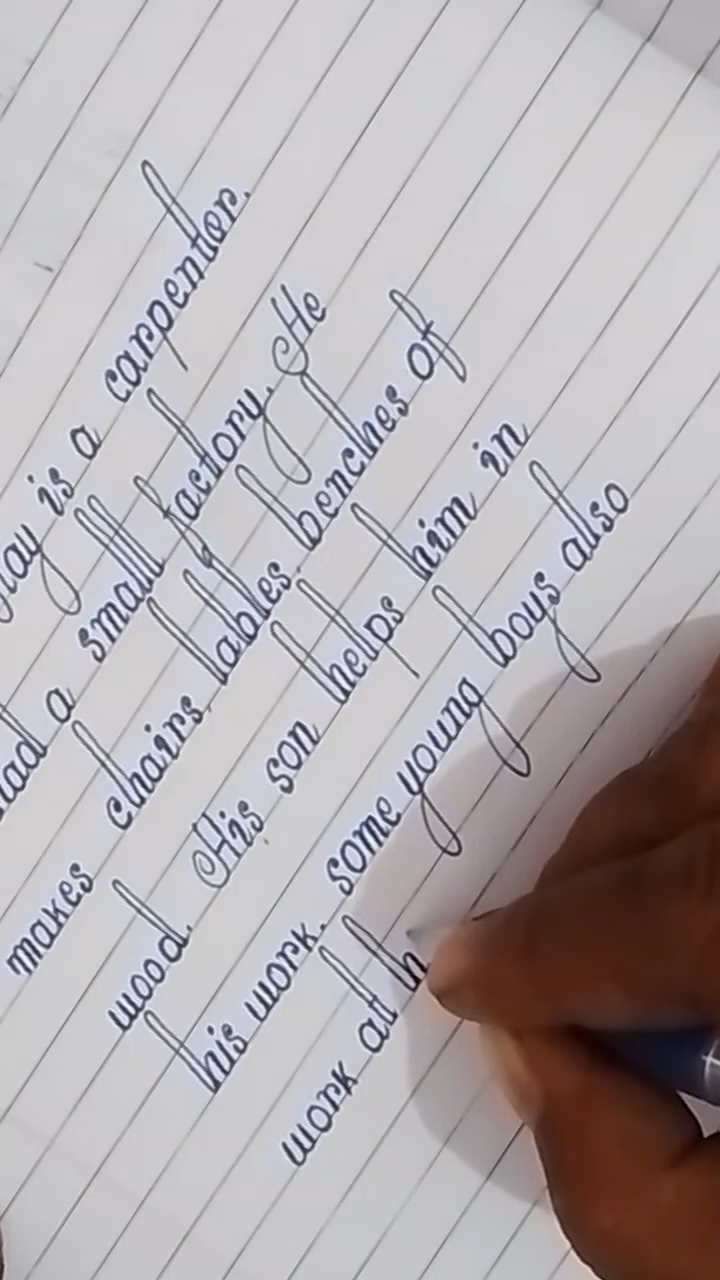 is a carpenter.
a small factory. He
makes chairs, tables, benches of
wood. His son helps him in
his work. some young boys also
work at h